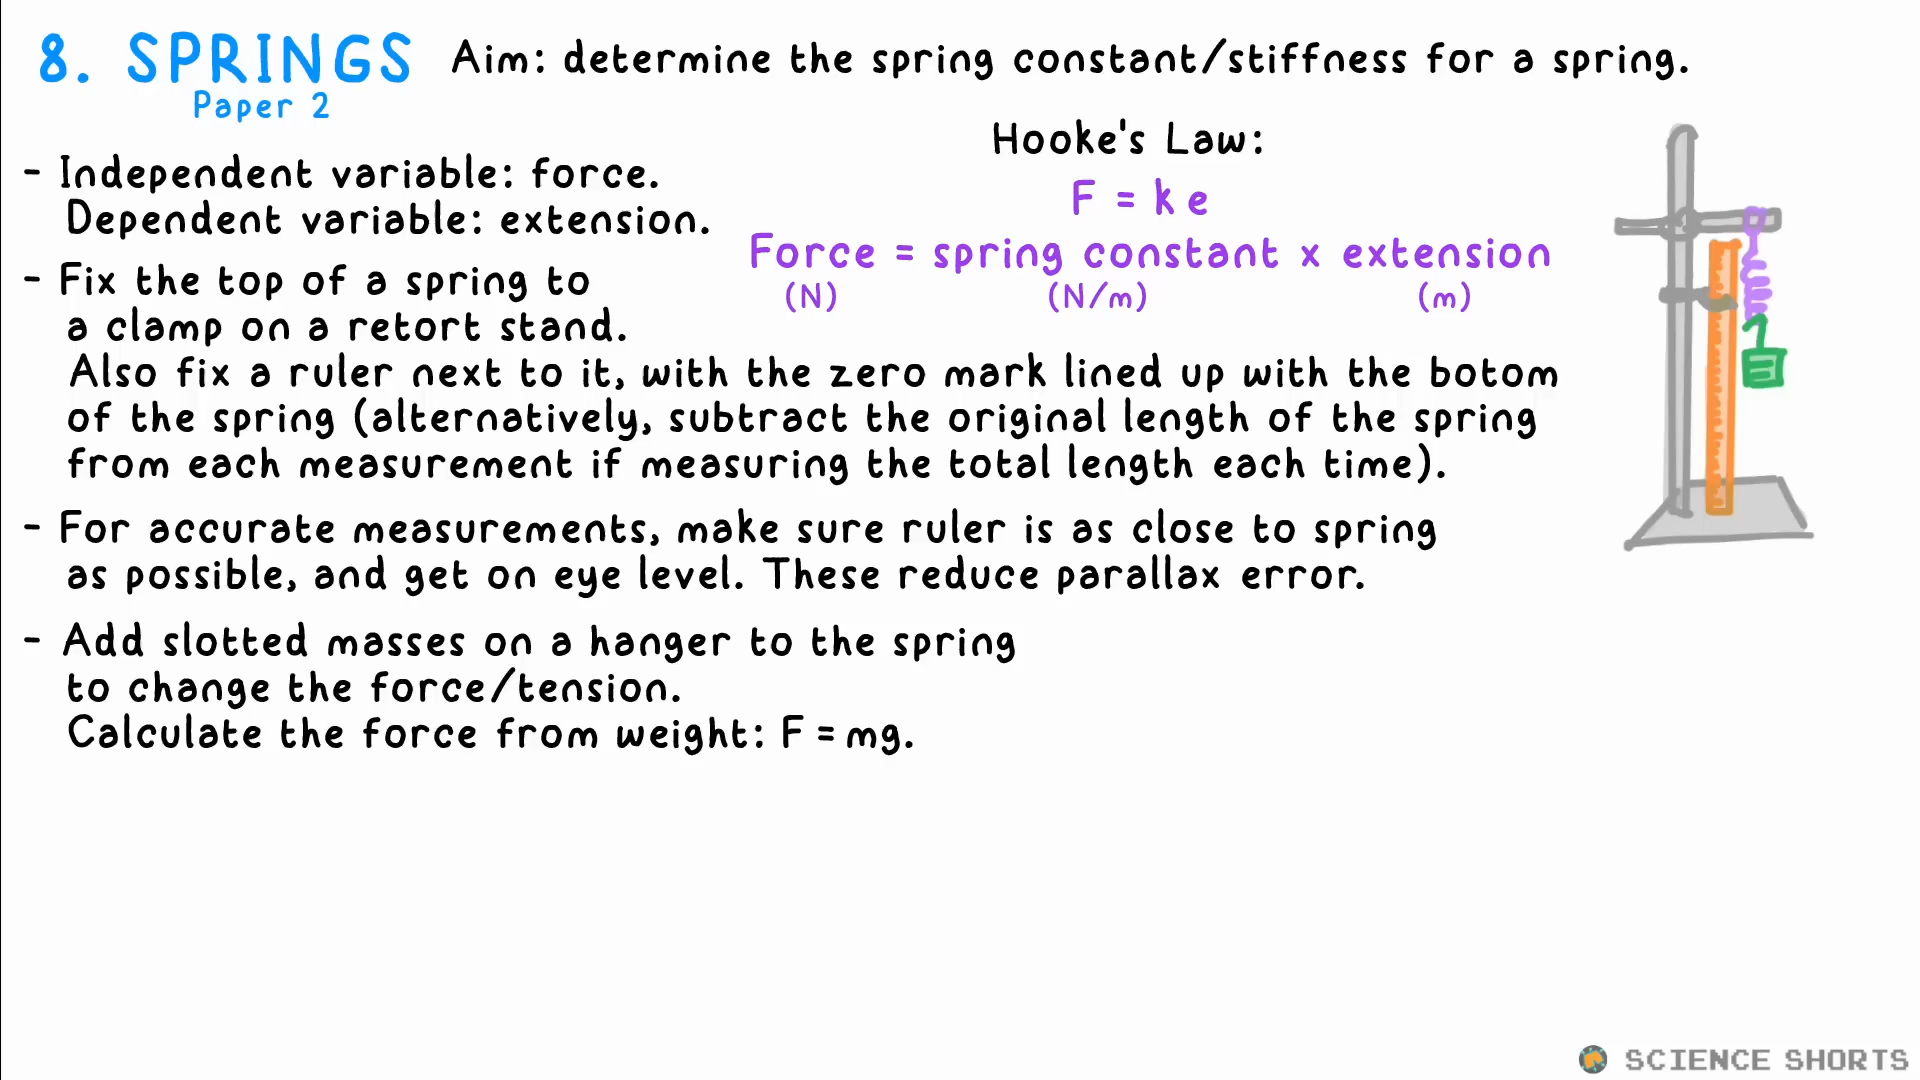 8. SPRINGS
Paper 2
Aim: determine the spring constant/stiffness for a spring.
- Independent variable: force.
Dependent variable: extension.
Hooke's Law:
F = k e
Force = spring constant x extension
(N) (N/m) (m)
- Fix the top of a spring to
a clamp on a retort stand.
Also fix a ruler next to it, with the zero mark lined up with the botom
of the spring (alternatively, subtract the original length of the spring
from each measurement if measuring the total length each time).
- For accurate measurements, make sure ruler is as close to spring
as possible, and get on eye level. These reduce parallax error.
- Add slotted masses on a hanger to the spring
to change the force/tension.
Calculate the force from weight: F = mg.
SCIENCE SHORTS